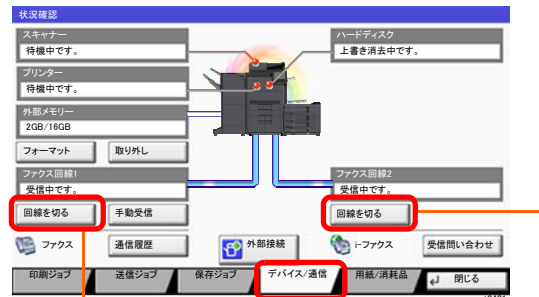 状況確認
スキャナー
待機中です。
ハードディスク
上書き消去中です。
プリンター
待機中です。
外部メモリー
2GB/16GB
フォーマット
取り外し
ファクス回線1
受信中です。
ファクス回線2
受信中です。
回線を切る
手動受信
回線を切る
ファクス
通信履歴
外部接続
i-ファクス
受信問い合わせ
印刷ジョブ
送信ジョブ
保存ジョブ
デバイス/通信
用紙/消耗品
閉じる